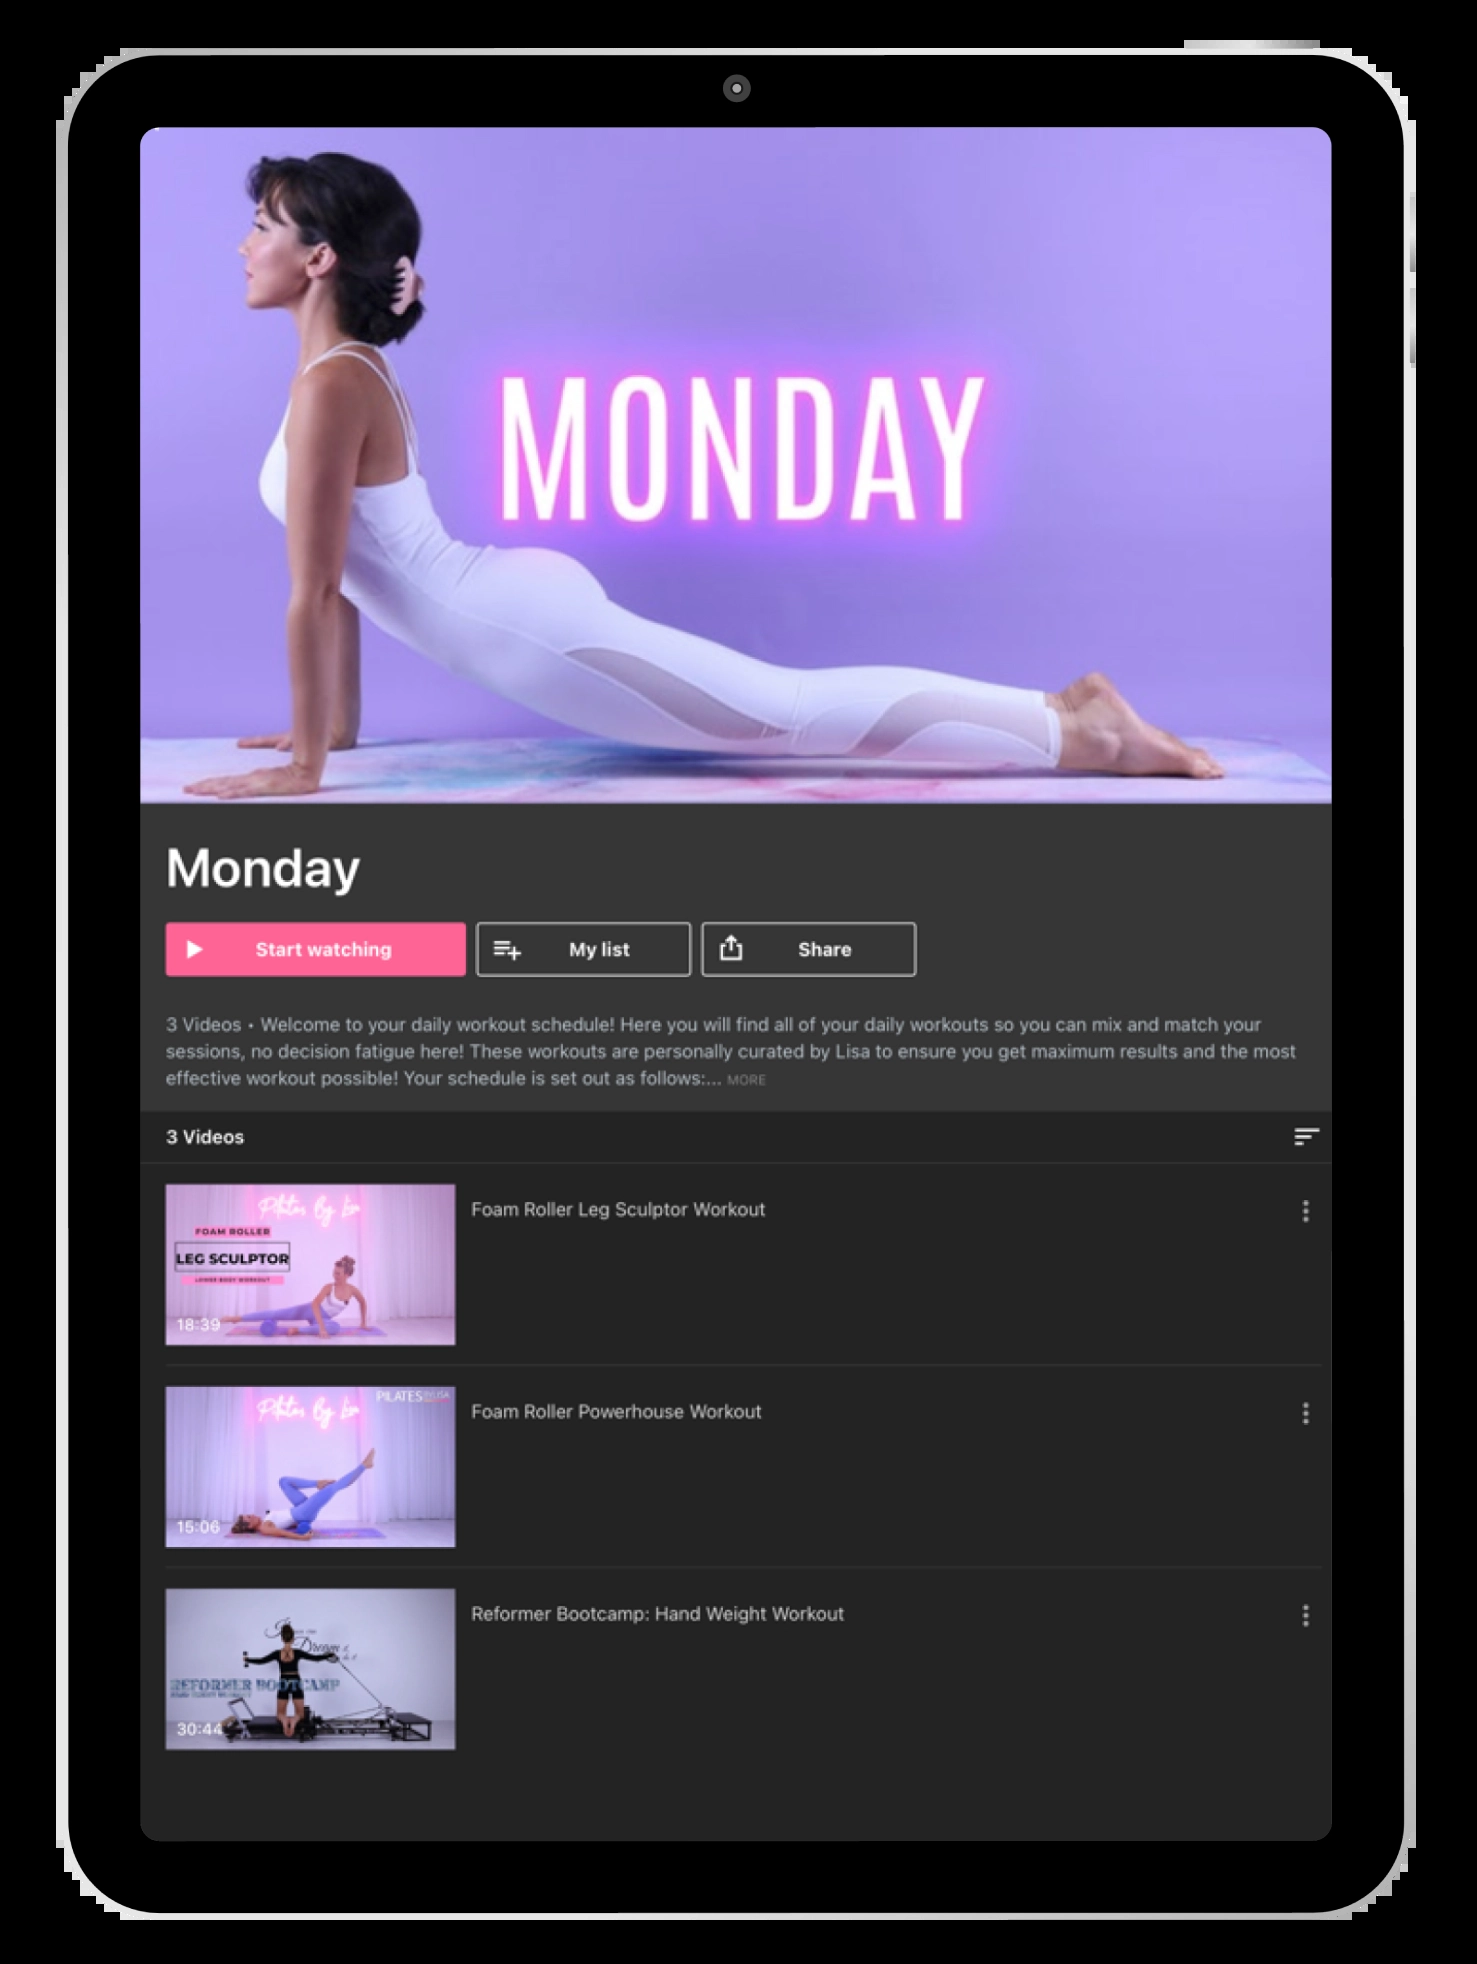 MONDAY
Monday
Start watching
My list
Share
3 Videos • Welcome to your daily workout schedule! Here you will find all of your daily workouts so you can mix and match your
sessions, no decision fatigue here! These workouts are personally curated by Lisa to ensure you get maximum results and the most
effective workout possible! Your schedule is set out as follows:... MORE
3 Videos
Pilates by Lisa
FOAM ROLLER
LEG SCULPTOR
LOWER BODY WORKOUT
18:39
Foam Roller Leg Sculptor Workout
PILATES BY LISA
Pilates by Lisa
15:06
Foam Roller Powerhouse Workout
Dream
REFORMER BOOTCAMP
30:44
Reformer Bootcamp: Hand Weight Workout